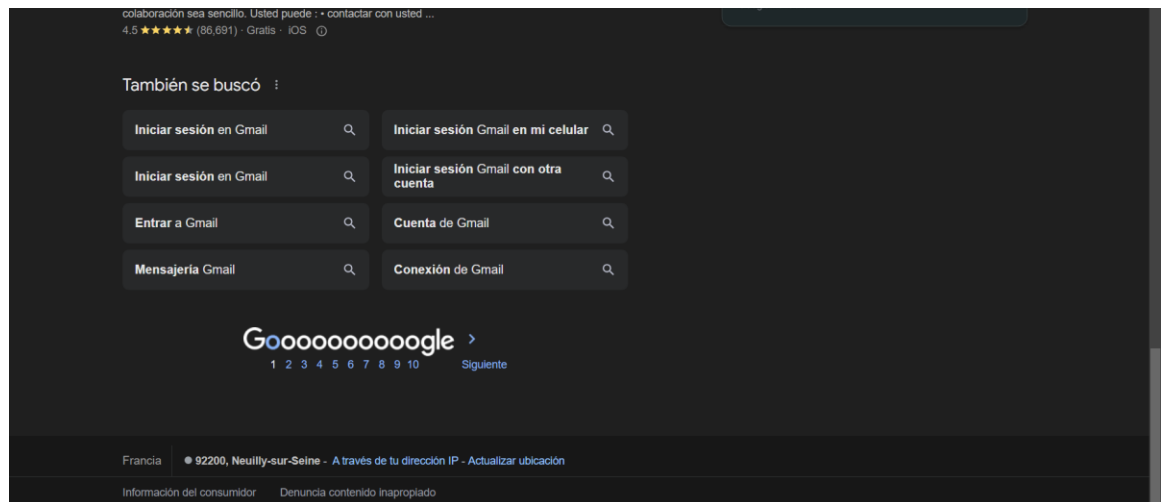 colaboración sea sencillo. Usted puede : • contactar con usted ...
4.5 ★★★★★ (86,691) · Gratis · iOS
También se buscó
Iniciar sesión en Gmail
Iniciar sesión Gmail en mi celular
Iniciar sesión en Gmail
Iniciar sesión Gmail con otra
cuenta
Entrar a Gmail
Cuenta de Gmail
Mensajería Gmail
Conexión de Gmail
Goooooooooogle >
1 2 3 4 5 6 7 8 9 10 Siguiente
Francia
92200, Neuilly-sur-Seine - A través de tu dirección IP - Actualizar ubicación
Información del consumidor Denuncia contenido inapropiado